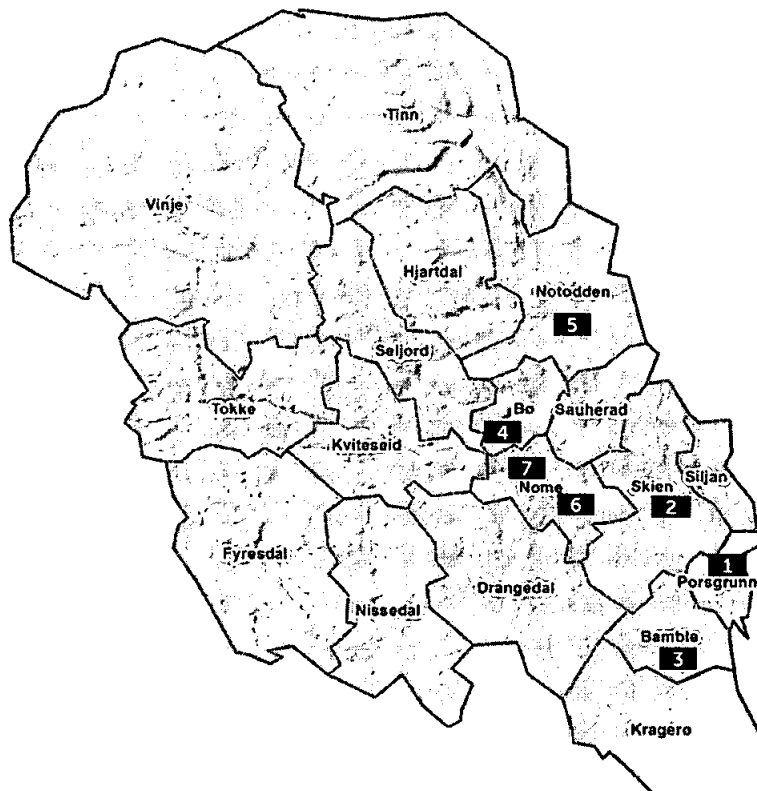 Tinn
Vinje
Hjartdal
Notodden
5
Seljord
Tokke
Bø
Sauherad
4
Kviteseid
7
Nome
6
Skien
2
Siljan
1
Porsgrunn
Fyresdal
Nissedal
Drangedal
Bamble
3
Kragerø